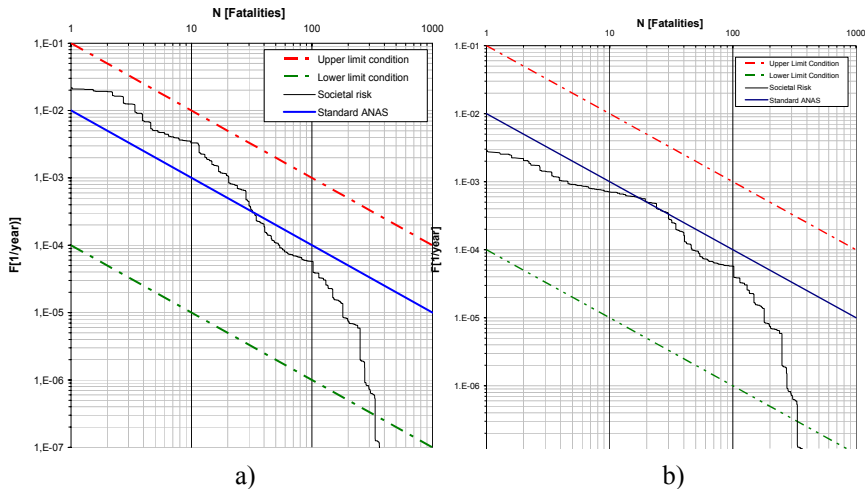 N [Fatalities]
1 10 100 1000
1,E-01
1,E-02
1,E-03
1,E-04
1,E-05
1,E-06
1,E-07
F[1/year)]
Upper limit condition
Lower limit condition
Societal risk
Standard ANAS
a)
N [Fatalities]
1 10 100 1000
1,E-01
1,E-02
1,E-03
1,E-04
1,E-05
1,E-06
F[1/year]
Upper Limit Condition
Lower Limit Condition
Societal Risk
Standard ANAS
b)